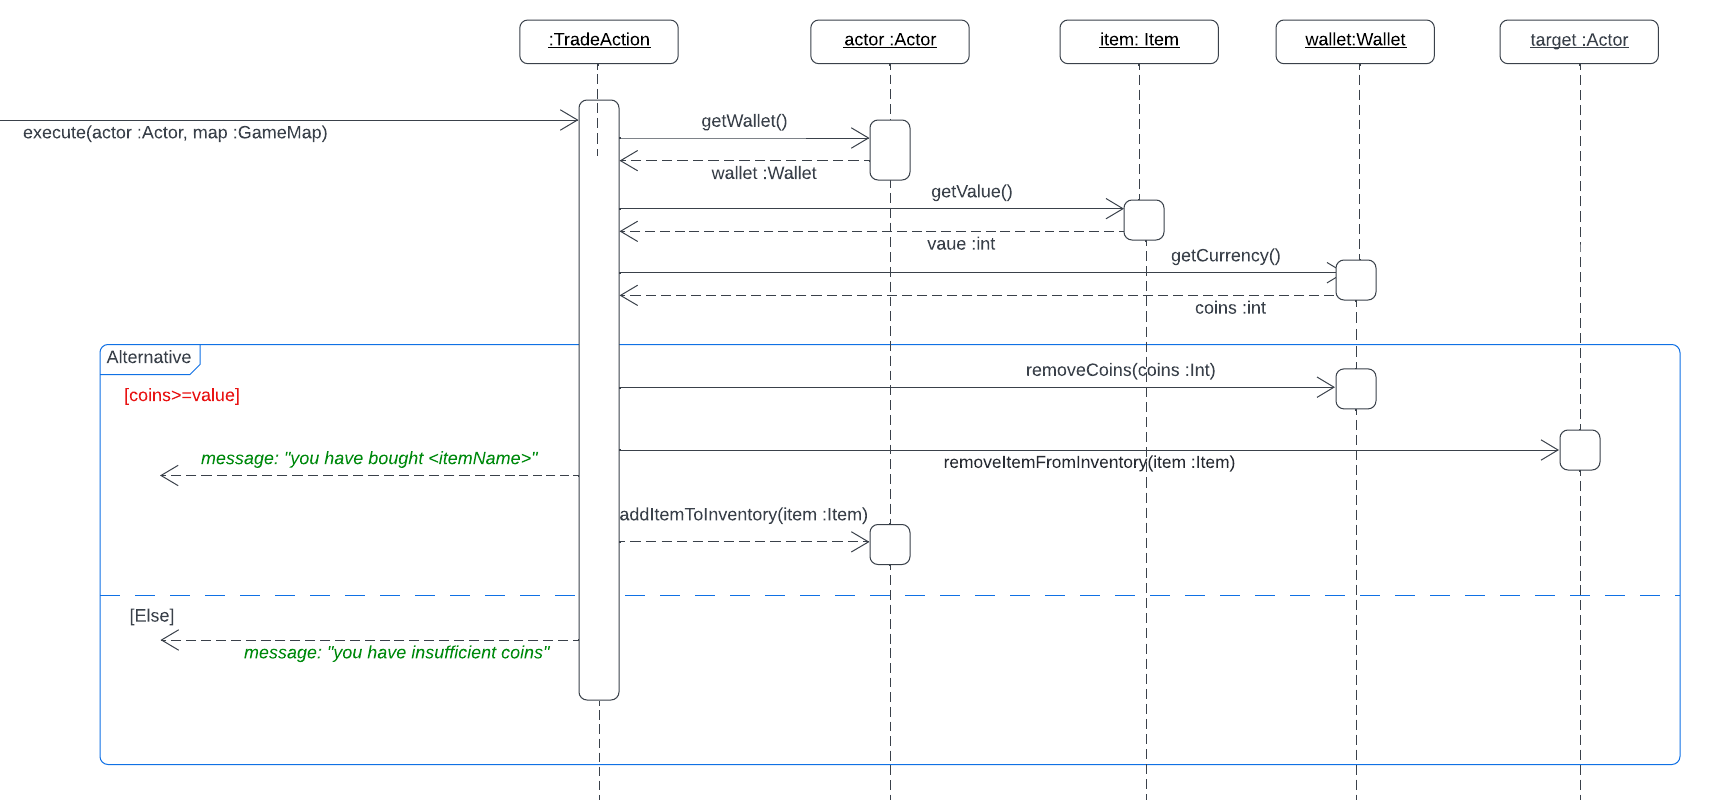 :TradeAction
actor :Actor
item: Item
wallet:Wallet
target :Actor
execute(actor :Actor, map :GameMap)
getWallet()
wallet :Wallet
getValue()
vaue :int
getCurrency()
coins :int
Alternative
[coins>=value]
removeCoins(coins :Int)
message: "you have bought <itemName>"
removeItemFromInventory(item :Item)
addItemToInventory(item :Item)
[Else]
message: "you have insufficient coins"